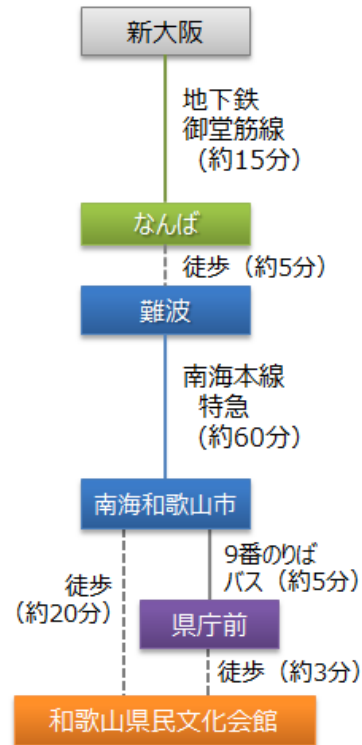 新大阪
地下鉄
御堂筋線
（約15分）
なんば
徒歩（約5分）
難波
南海本線
特急
（約60分）
南海和歌山市
9番のりば
バス（約5分）
徒歩
（約20分）
県庁前
徒歩（約3分）
和歌山県民文化会館